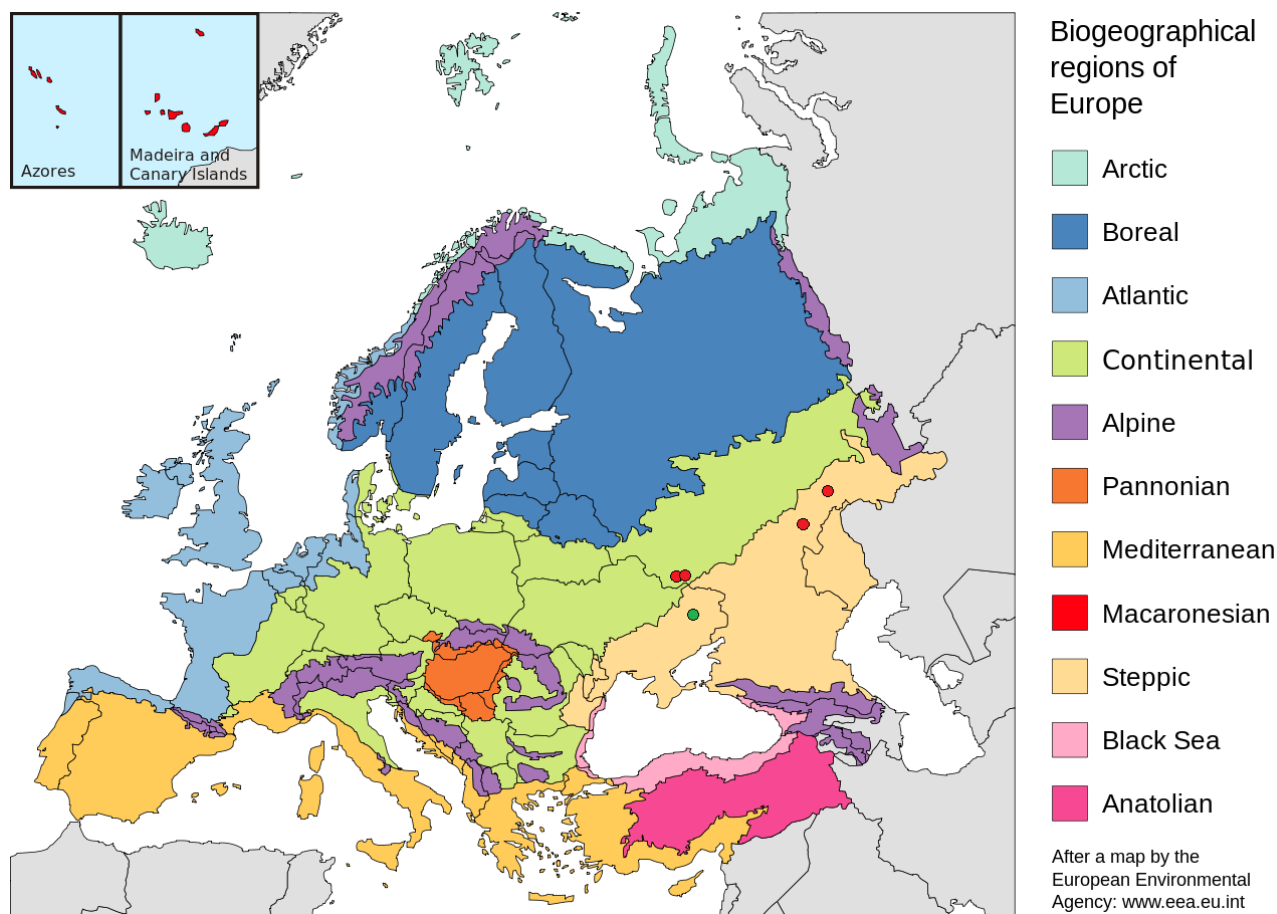 Azores
Madeira and
Canary Islands
Biogeographical
regions of
Europe
Arctic
Boreal
Atlantic
Continental
Alpine
Pannonian
Mediterranean
Macaronesian
Steppic
Black Sea
Anatolian
After a map by the
European Environmental
Agency: www.eea.eu.int